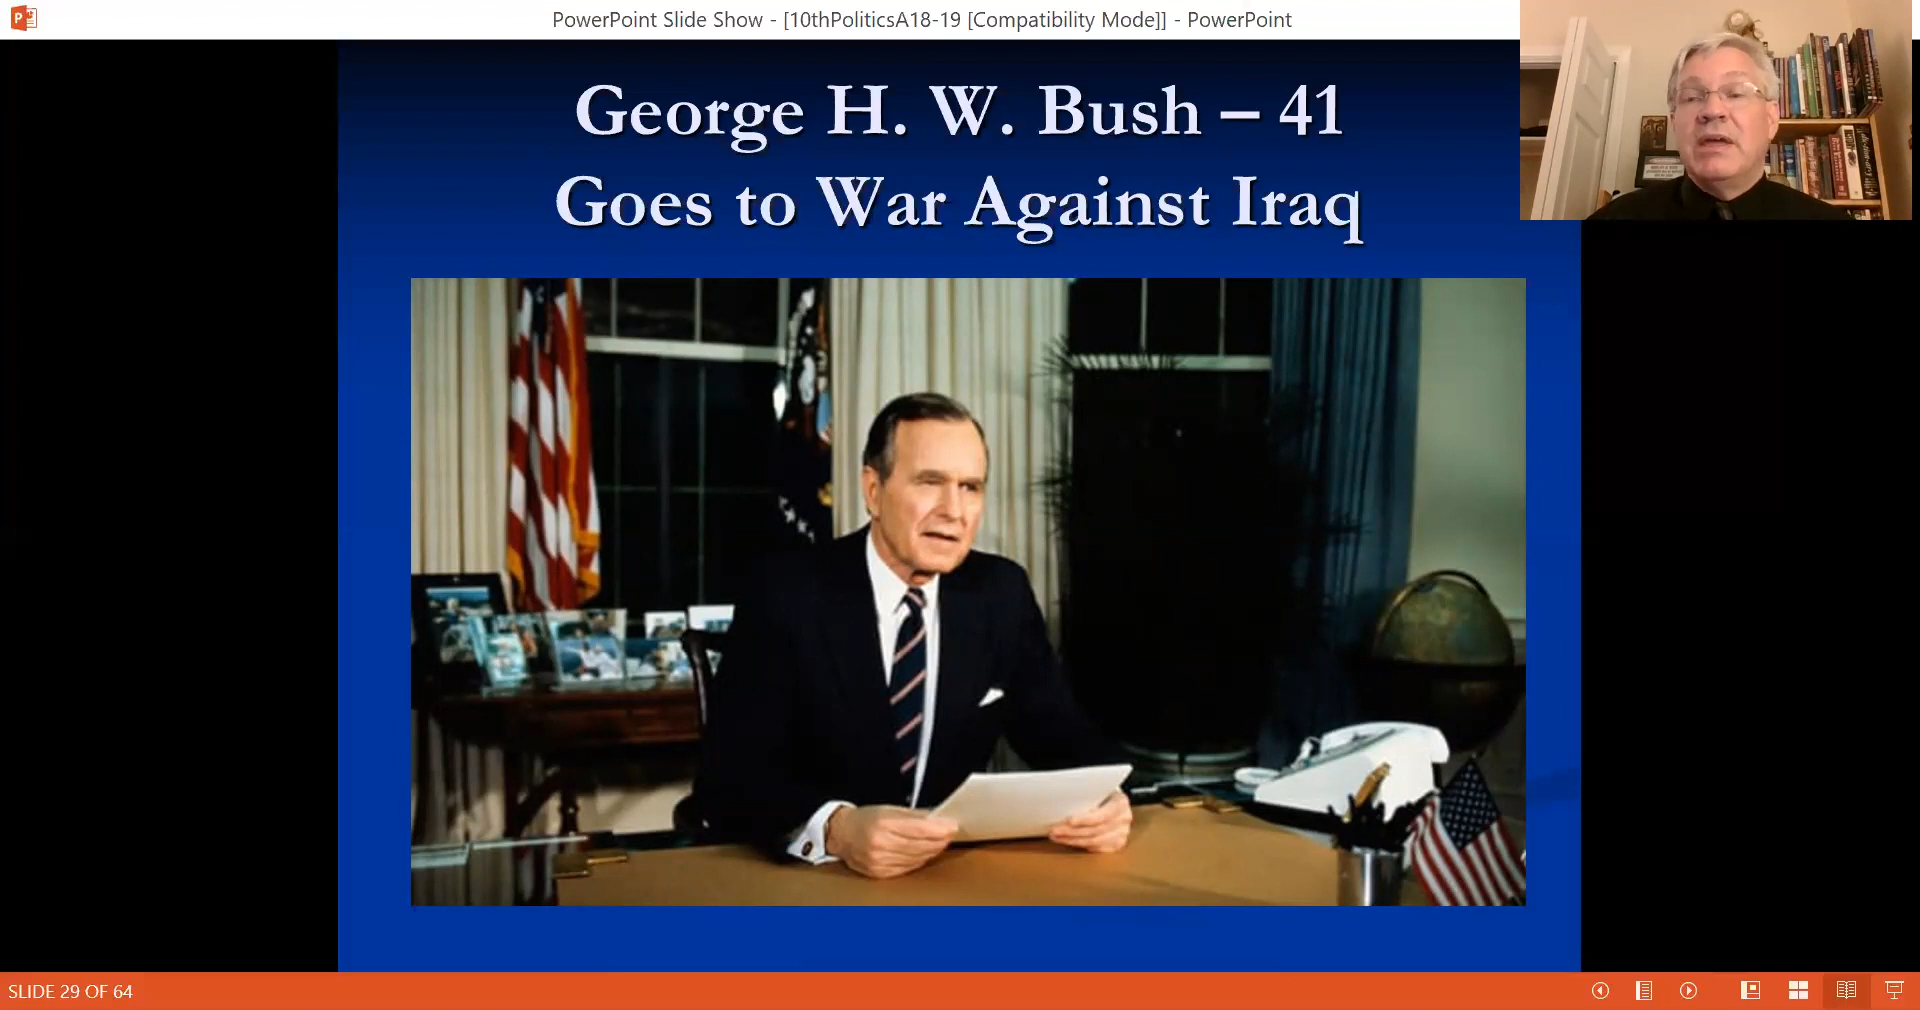 PowerPoint Slide Show - [10thPoliticsA18-19 [Compatibility Mode]] - PowerPoint
George H. W. Bush – 41
Goes to War Against Iraq
SLIDE 29 OF 64